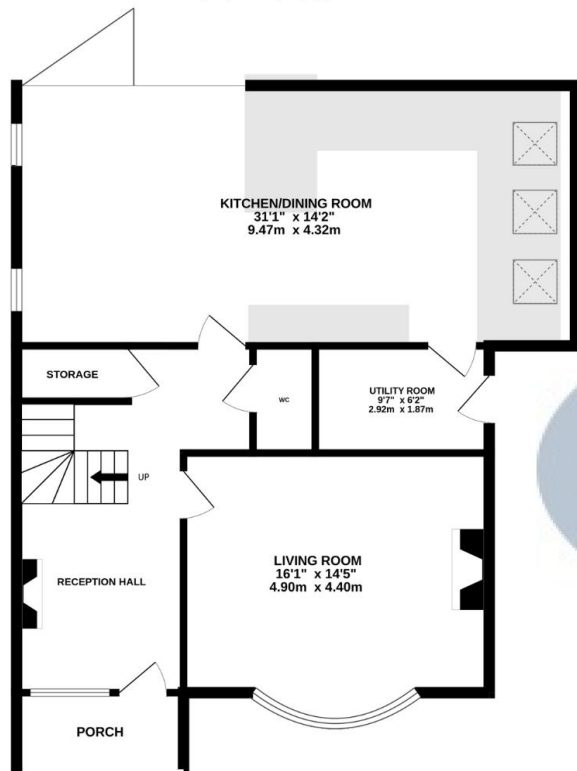 KITCHEN/DINING ROOM
31'1" x 14'2"
9.47m x 4.32m
STORAGE
WC
UTILITY ROOM
9'7" x 6'2"
2.92m x 1.87m
UP
LIVING ROOM
16'1" x 14'5"
4.90m x 4.40m
RECEPTION HALL
PORCH